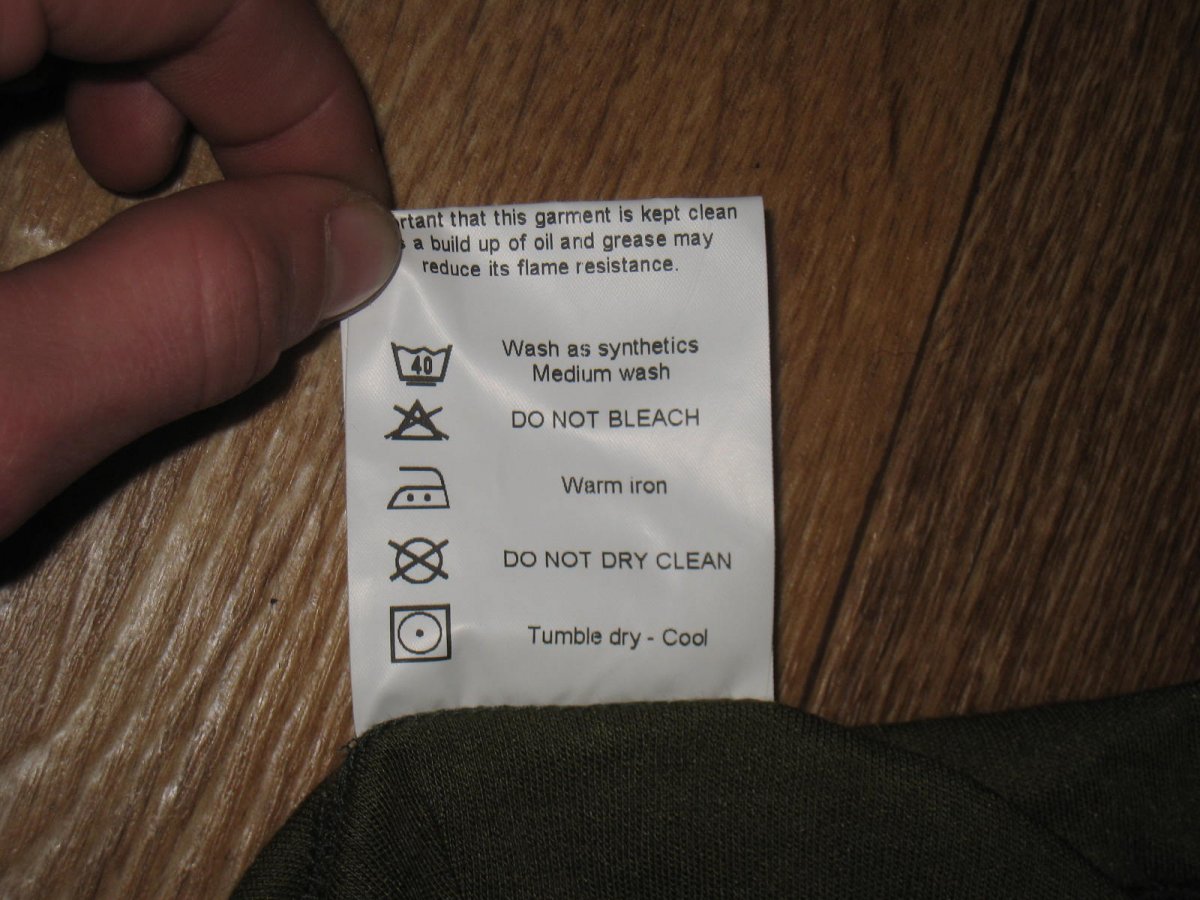 that this garment is kept clean
a build up of oil and grease may
reduce its flame resistance.
40
Wash as synthetics
Medium wash
DO NOT BLEACH
Warm iron
DO NOT DRY CLEAN
Tumble dry - Cool